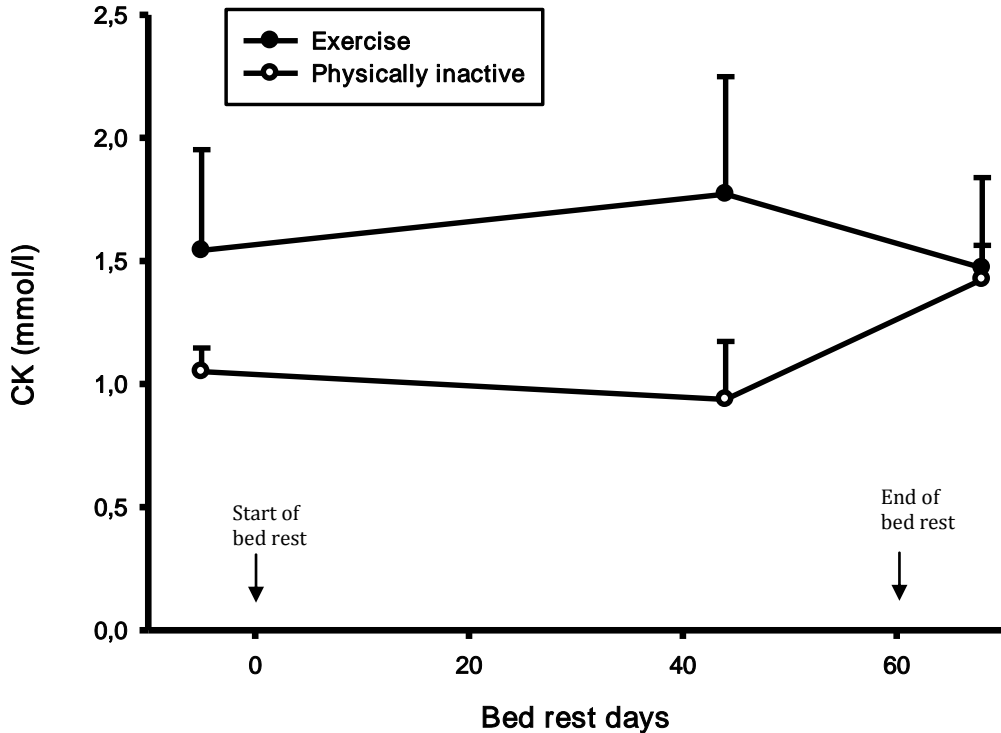 2,5
Exercise
Physically inactive
2,0
1,5
CK (mmol/l)
1,0
0,5
Start of
bed rest
End of
bed rest
0,0
0
20
40
60
Bed rest days